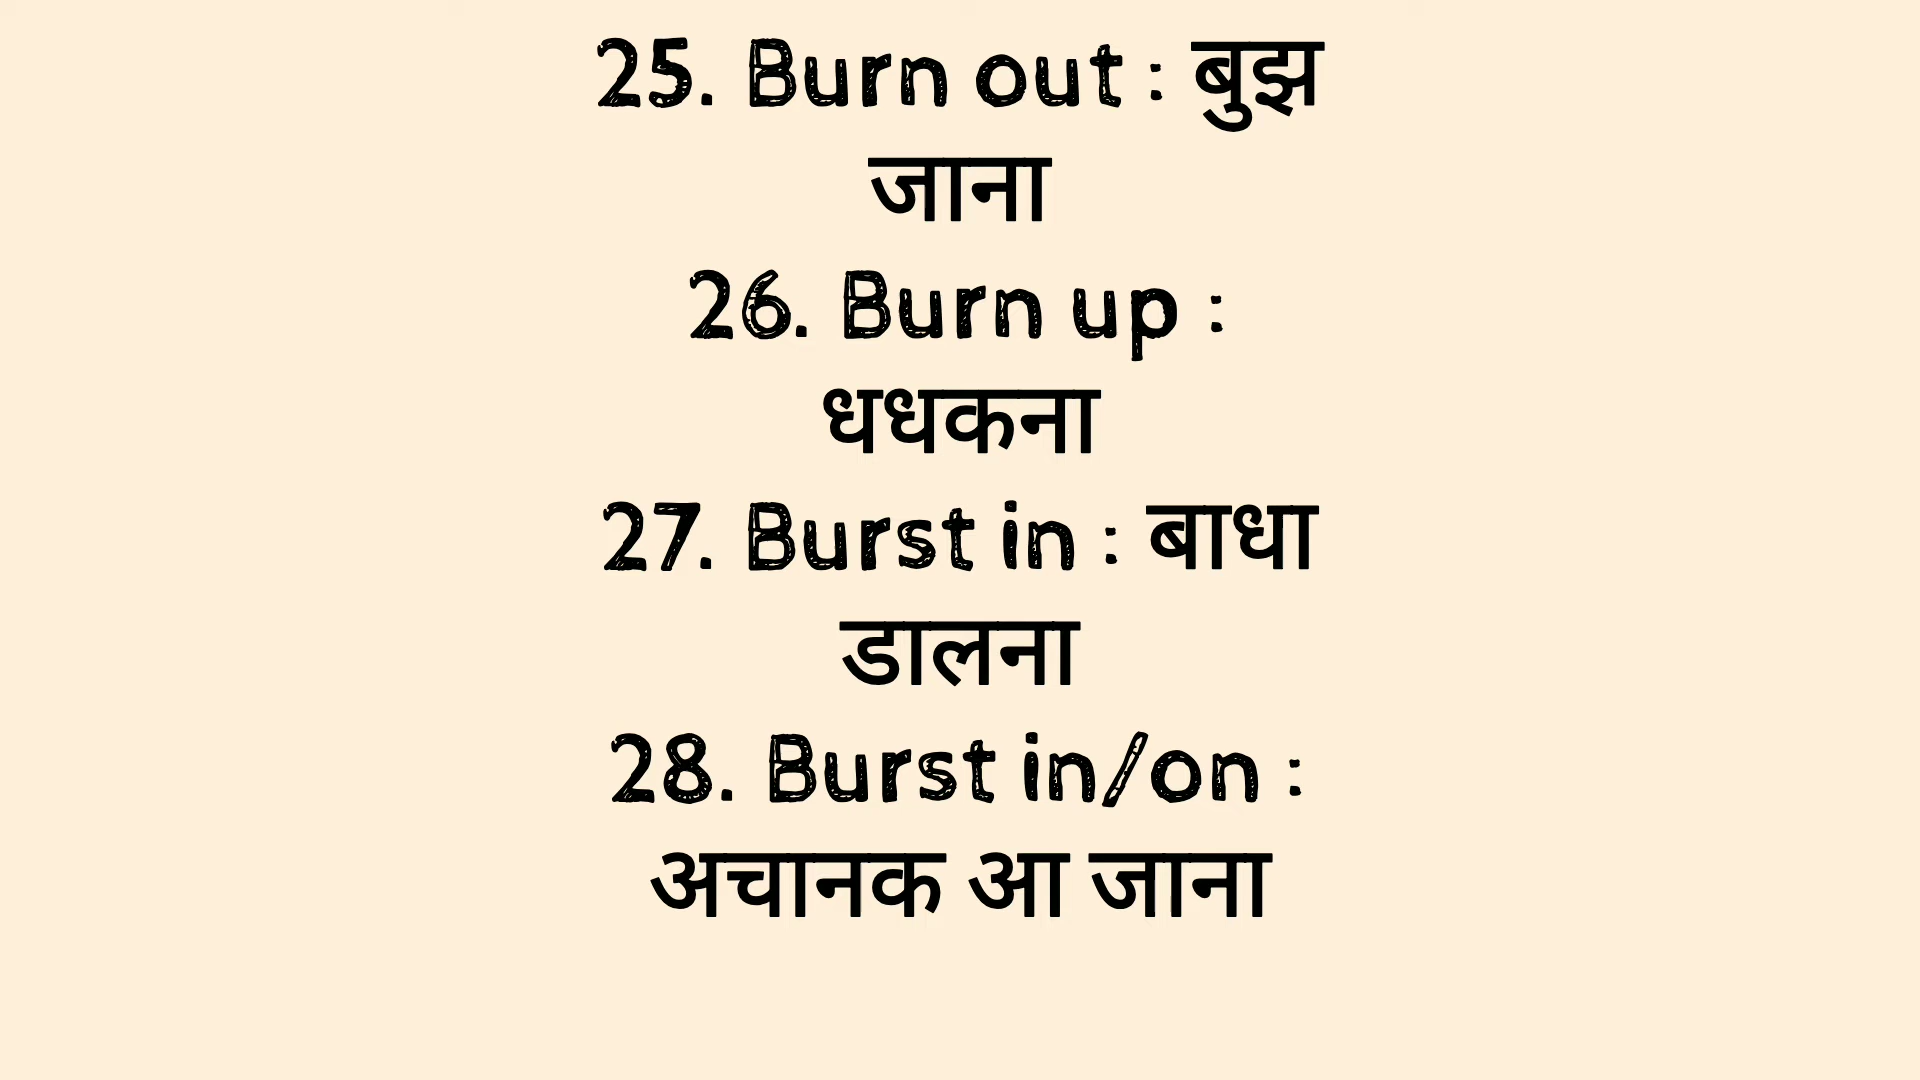 25. Burn out : बुझ
जाना
26. Burn up :
धधकना
27. Burst in : बाधा
डालना
28. Burst in/on :
अचानक आ जाना